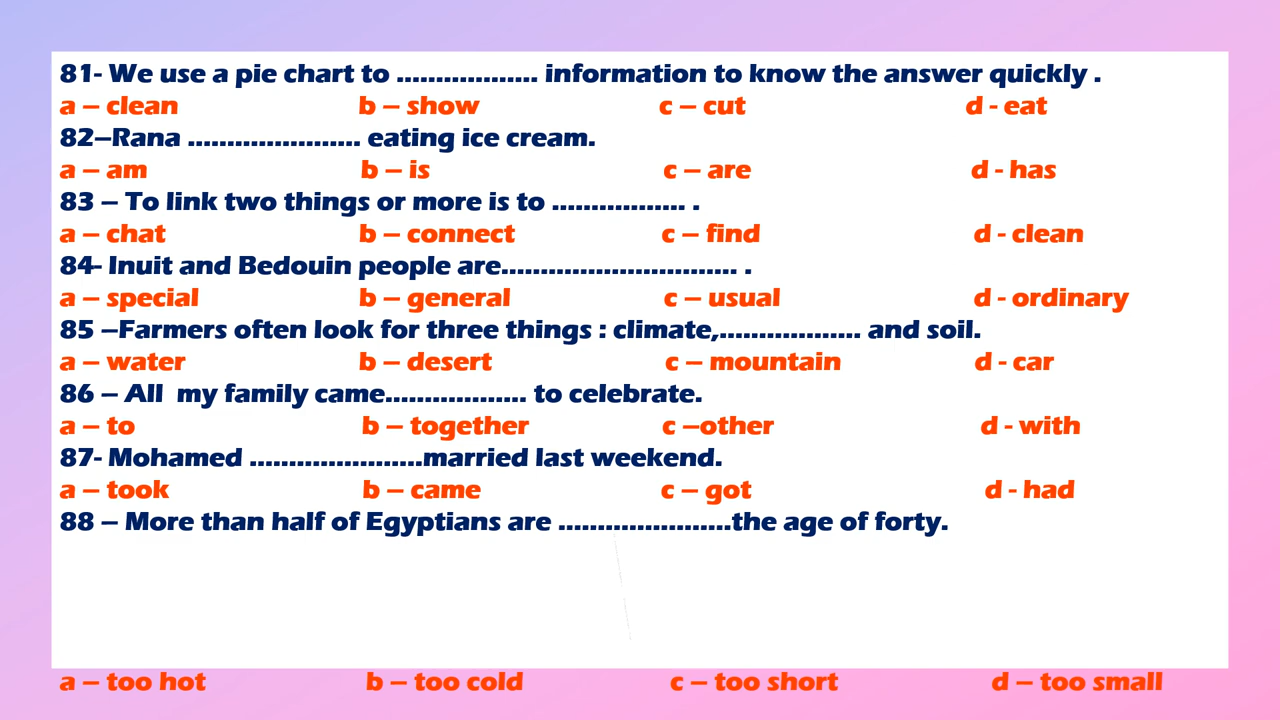 81- We use a pie chart to .................. information to know the answer quickly .
a – clean b – show c – cut d - eat
82–Rana ...................... eating ice cream.
a – am b – is c – are d - has
83 – To link two things or more is to ................. .
a – chat b – connect c – find d - clean
84- Inuit and Bedouin people are.............................. .
a – special b – general c – usual d - ordinary
85 –Farmers often look for three things : climate,.................. and soil.
a – water b – desert c – mountain d - car
86 – All my family came.................. to celebrate.
a – to b – together c –other d - with
87- Mohamed ......................married last weekend.
a – took b – came c – got d - had
88 – More than half of Egyptians are ......................the age of forty.
a – too hot b – too cold c – too short d – too small